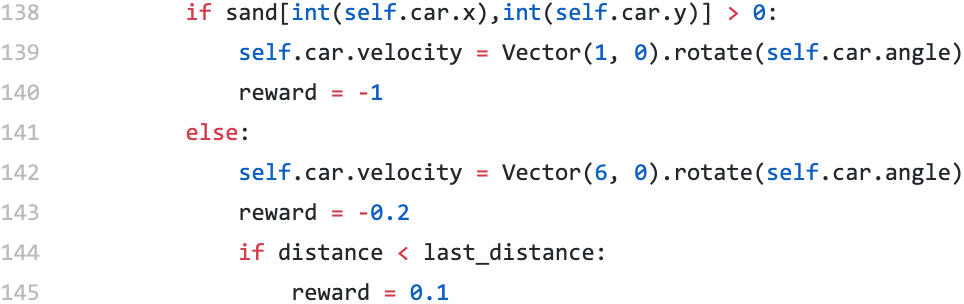 138            if sand[int(self.car.x),int(self.car.y)] > 0:
139                self.car.velocity = Vector(1, 0).rotate(self.car.angle)
140                reward = -1
141            else:
142                self.car.velocity = Vector(6, 0).rotate(self.car.angle)
143                reward = -0.2
144                if distance < last_distance:
145                    reward = 0.1